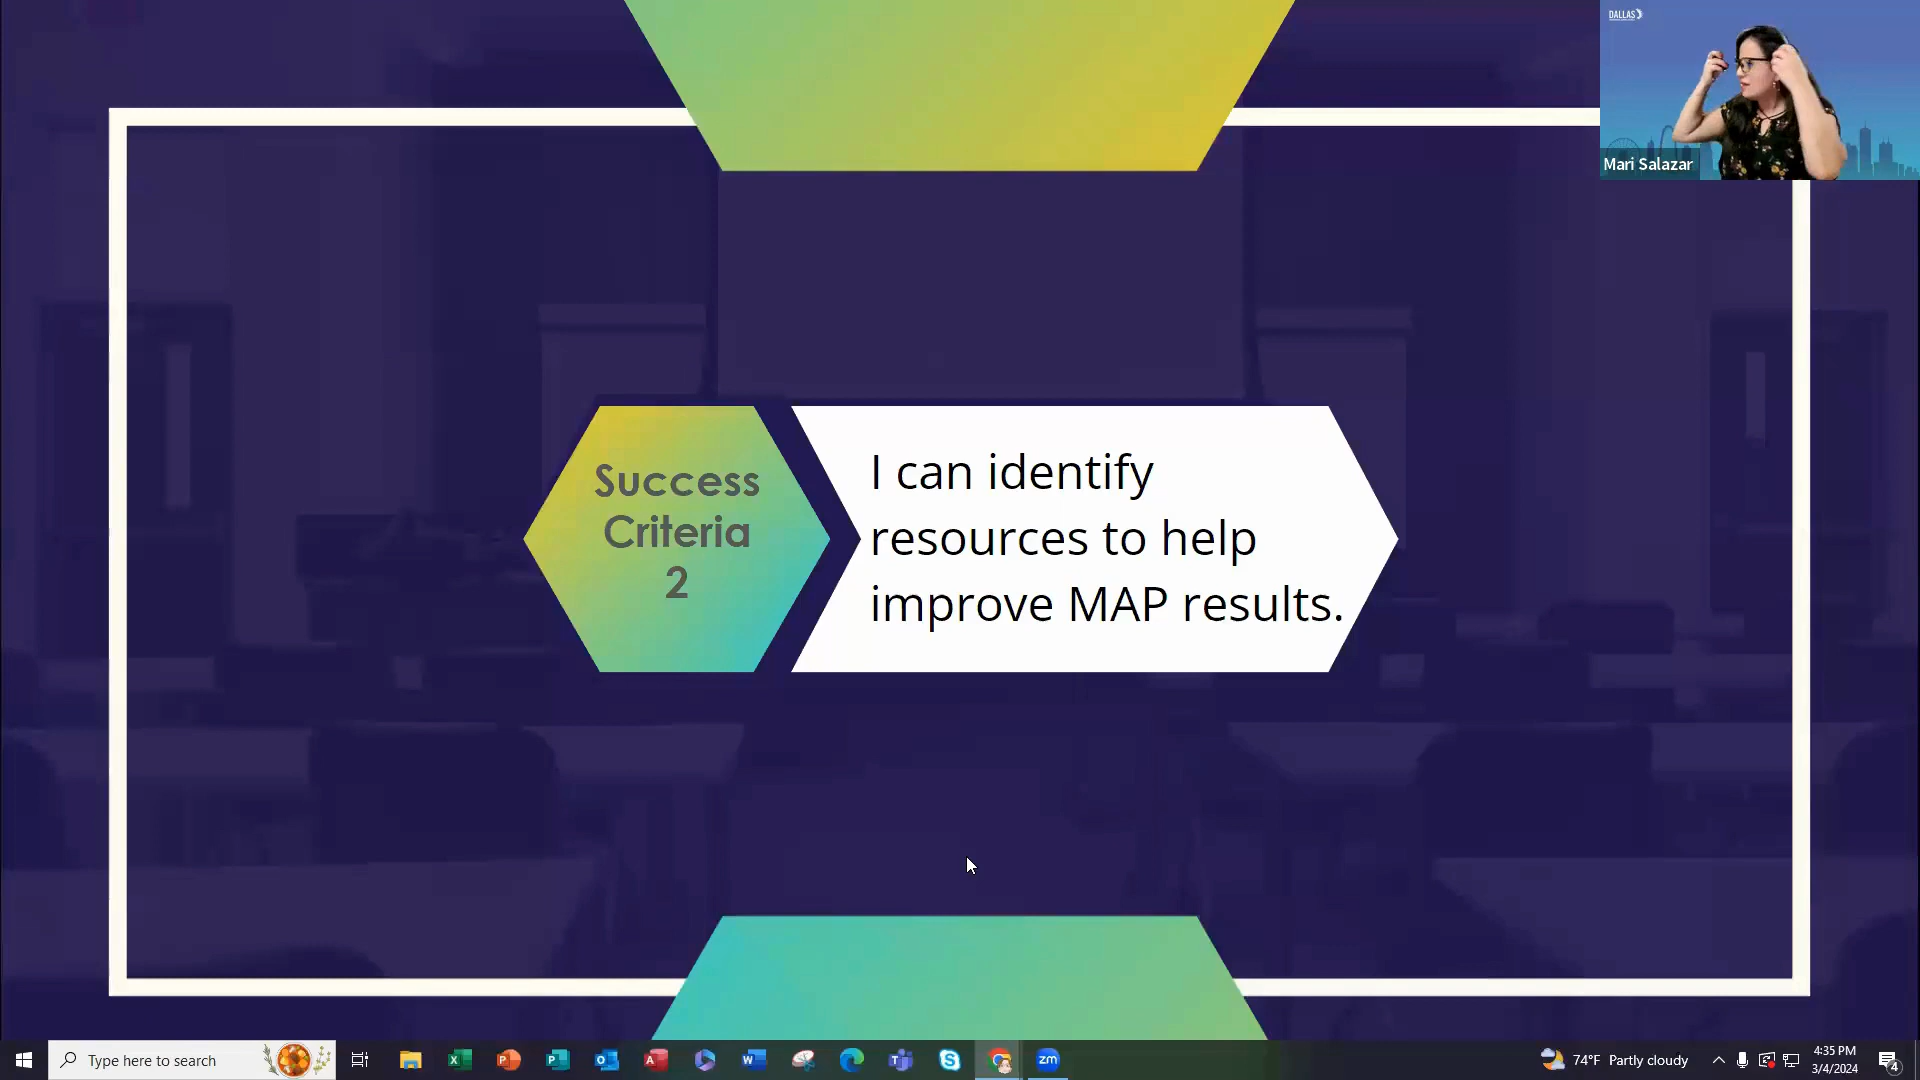 DALLAS
Mari Salazar
Success
Criteria
2
I can identify
resources to help
improve MAP results.
Type here to search
74°F Partly cloudy
4:35 PM
3/4/2024
4